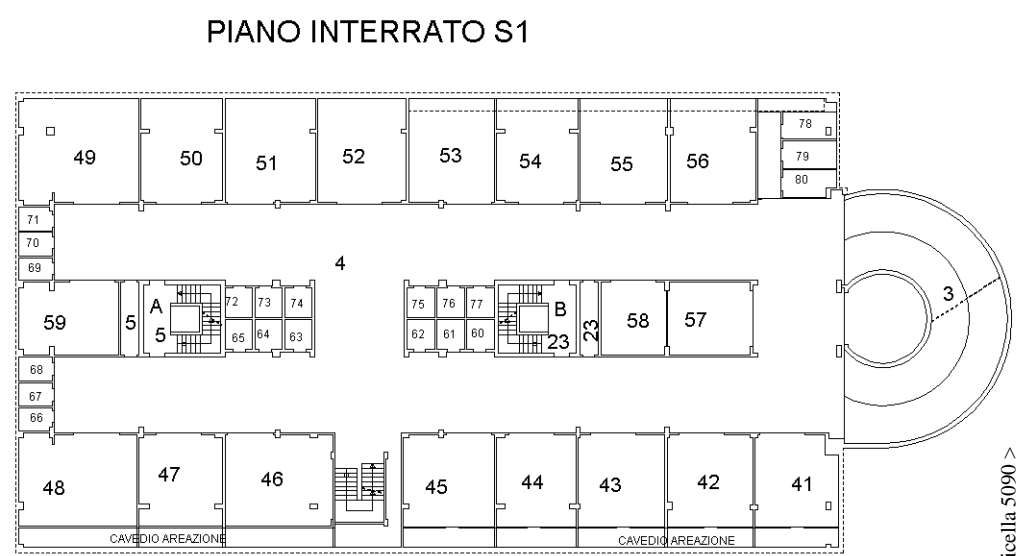 PIANO INTERRATO S1
49 50 51 52 53 54 55 56
78
79
80
71
70
69
4
3
59 5 A 5
72 73 74
65 64 63
75 76 77
62 61 60
B 23
23
58 57
68
67
66
48 47 46
45 44 43 42 41
CAVEDIO AREAZIONE
CAVEDIO AREAZIONE
icella 5090 >